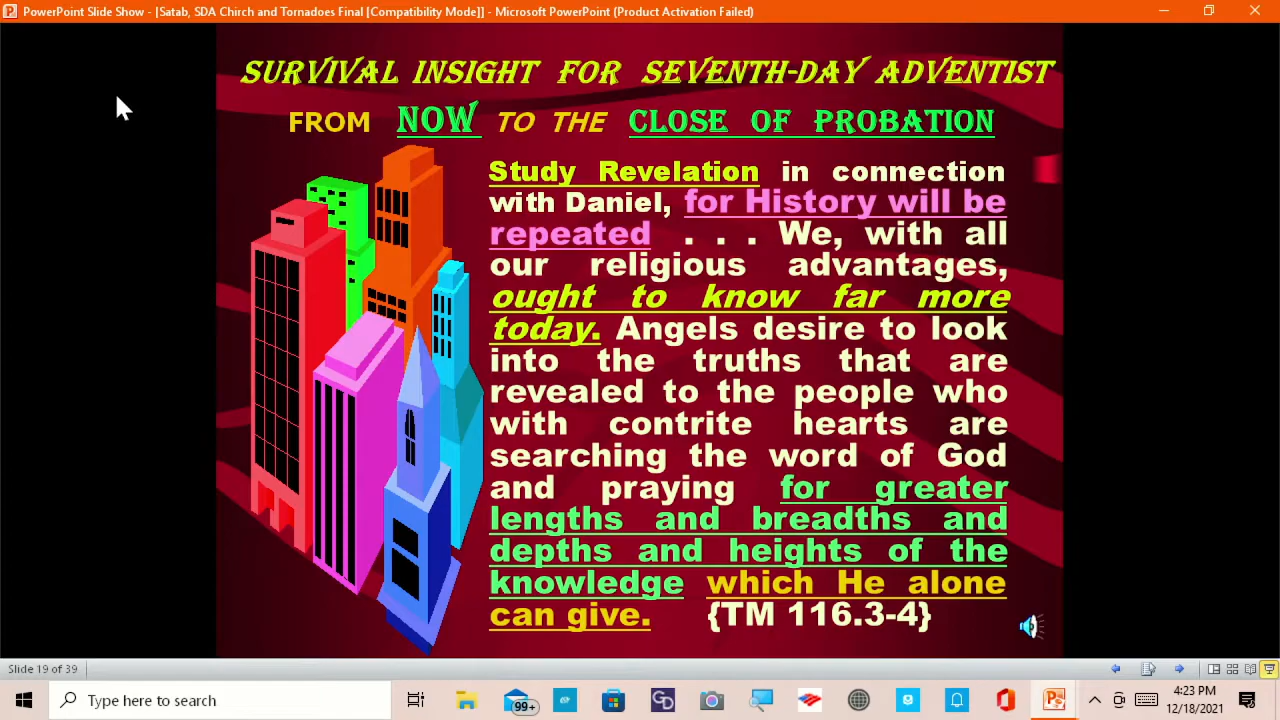 PowerPoint Slide Show - [Satab, SDA Chirch and Tornadoes Final [Compatibility Mode]] - Microsoft PowerPoint (Product Activation Failed)
SURVIVAL INSIGHT FOR SEVENTH-DAY ADVENTIST
FROM NOW TO THE CLOSE OF PROBATION
Study Revelation in connection
with Daniel, for History will be
repeated . . . We, with all
our religious advantages,
ought to know far more
today. Angels desire to look
into the truths that are
revealed to the people who
with contrite hearts are
searching the word of God
and praying for greater
lengths and breadths and
depths and heights of the
knowledge which He alone
can give. {TM 116.3-4}
Slide 19 of 39
Type here to search
99+
GD
4:23 PM
12/18/2021